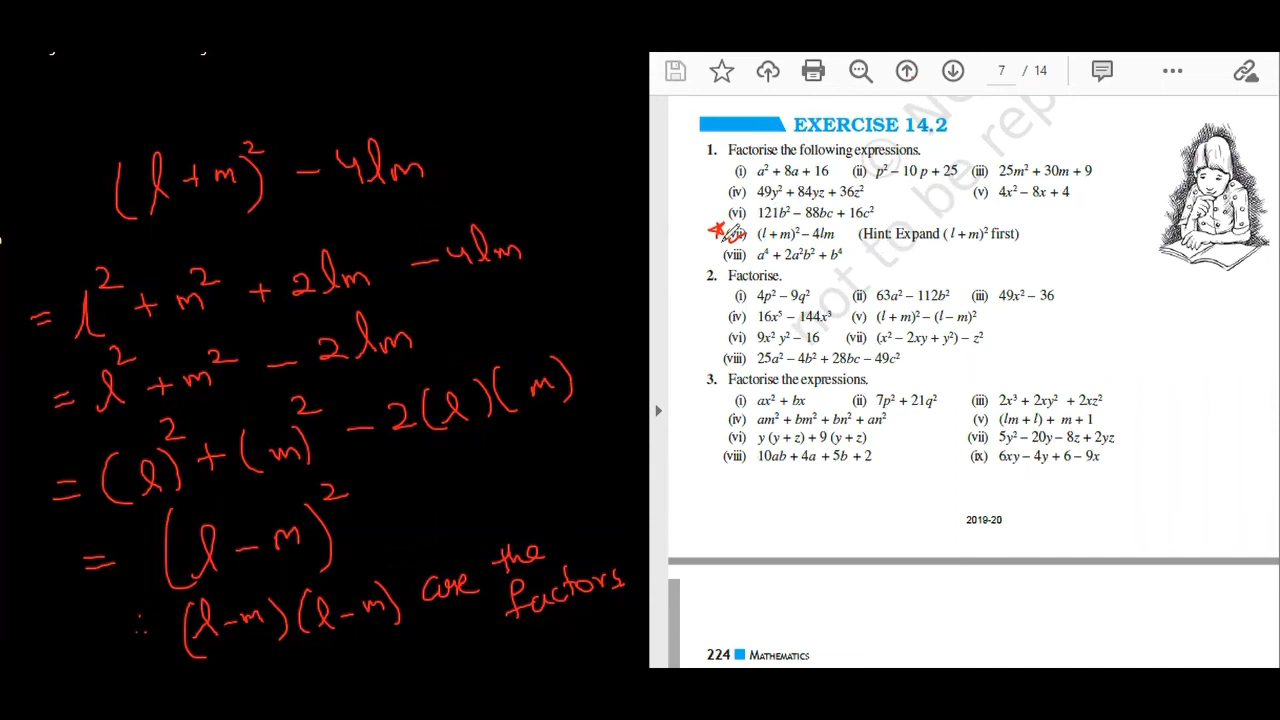 (l + m)² − 4lm
= l² + m² + 2lm − 4lm
= l² + m² − 2lm
= (l)² + (m)² − 2(l)(m)
= (l − m)²
∴ (l−m)(l−m) are the factors
7 / 14
EXERCISE 14.2
1. Factorise the following expressions.
(i) a² + 8a + 16 (ii) p² − 10 p + 25 (iii) 25m² + 30m + 9
(iv) 49y² + 84yz + 36z² (v) 4x² − 8x + 4
(vi) 121b² − 88bc + 16c²
(l + m)² − 4lm (Hint: Expand ( l + m)² first)
(viii) a⁴ + 2a²b² + b⁴
2. Factorise.
(i) 4p² − 9q² (ii) 63a² − 112b² (iii) 49x² − 36
(iv) 16x⁵ − 144x³ (v) (l + m)² − (l − m)²
(vi) 9x² y² − 16 (vii) (x² − 2xy + y²) − z²
(viii) 25a² − 4b² + 28bc − 49c²
3. Factorise the expressions.
(i) ax² + bx (ii) 7p² + 21q² (iii) 2x³ + 2xy² + 2xz²
(iv) am² + bm² + bn² + an² (v) (lm + l) + m + 1
(vi) y (y + z) + 9 (y + z) (vii) 5y² − 20y − 8z + 2yz
(viii) 10ab + 4a + 5b + 2 (ix) 6xy − 4y + 6 − 9x
2019-20
224 MATHEMATICS
not to be rep